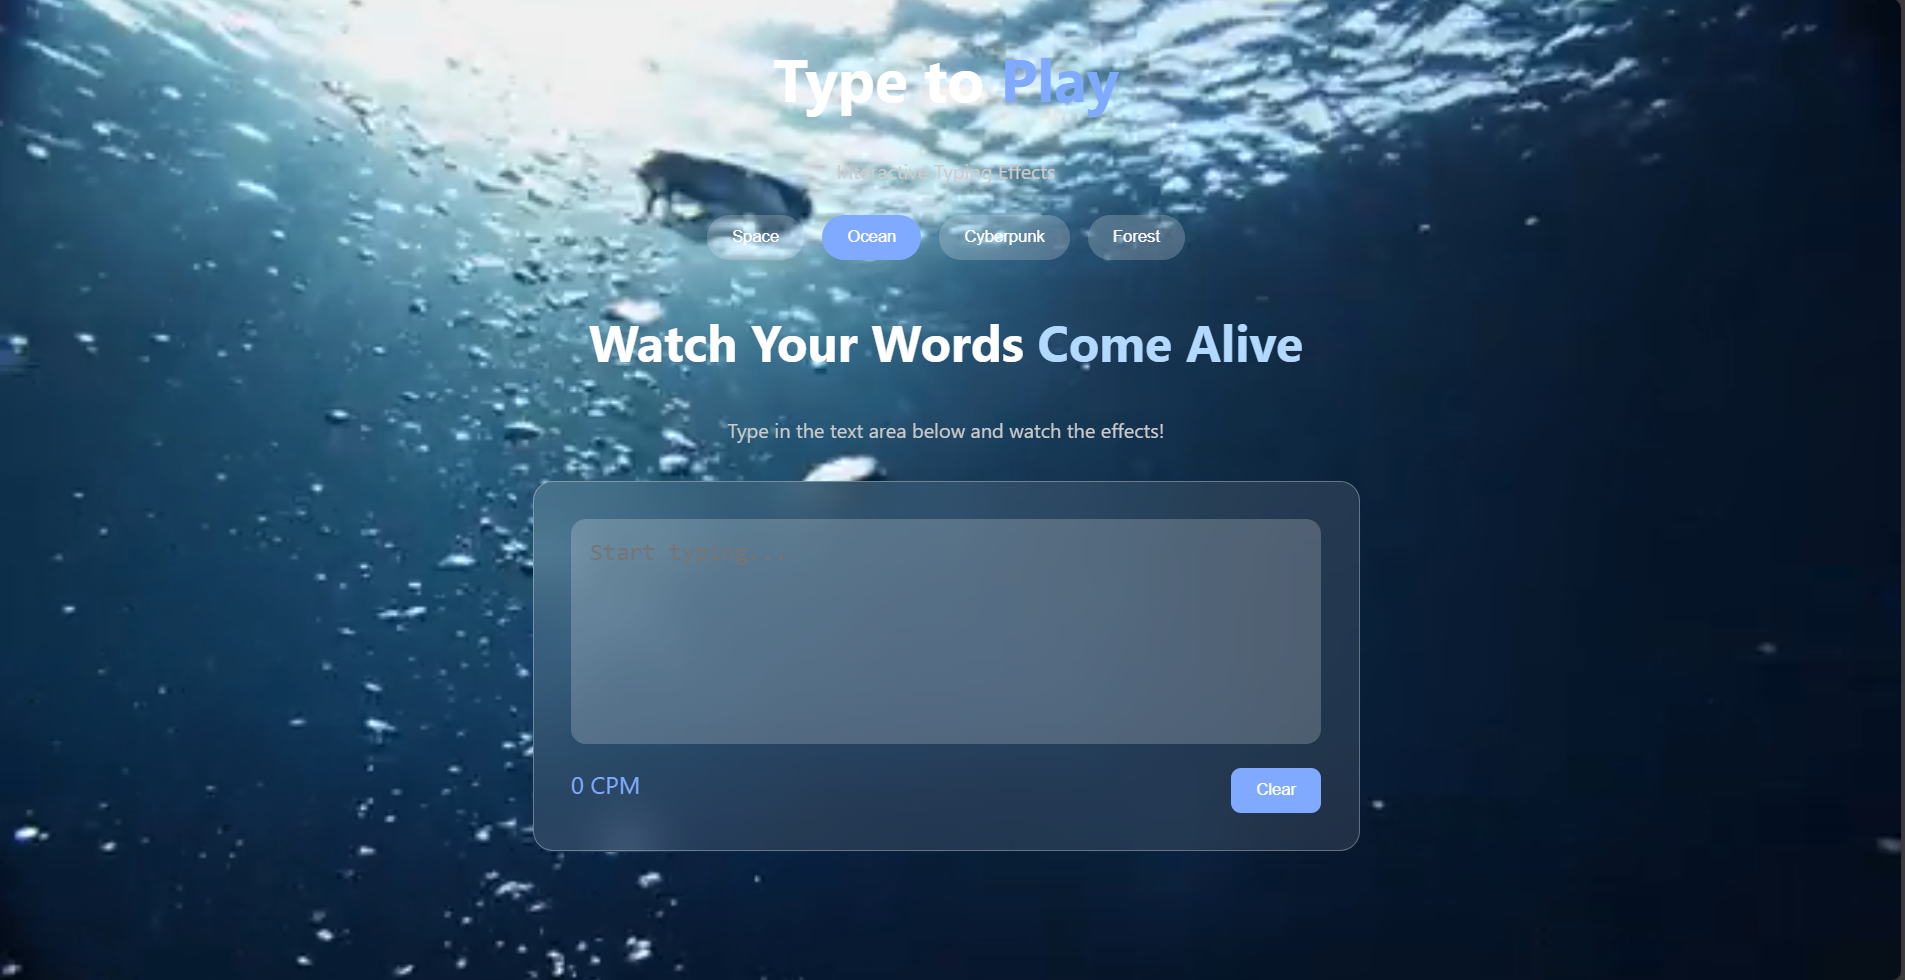 Type to Play
Interactive Typing Effects
Space Ocean Cyberpunk Forest
Watch Your Words Come Alive
Type in the text area below and watch the effects!
Start typing...
0 CPM Clear